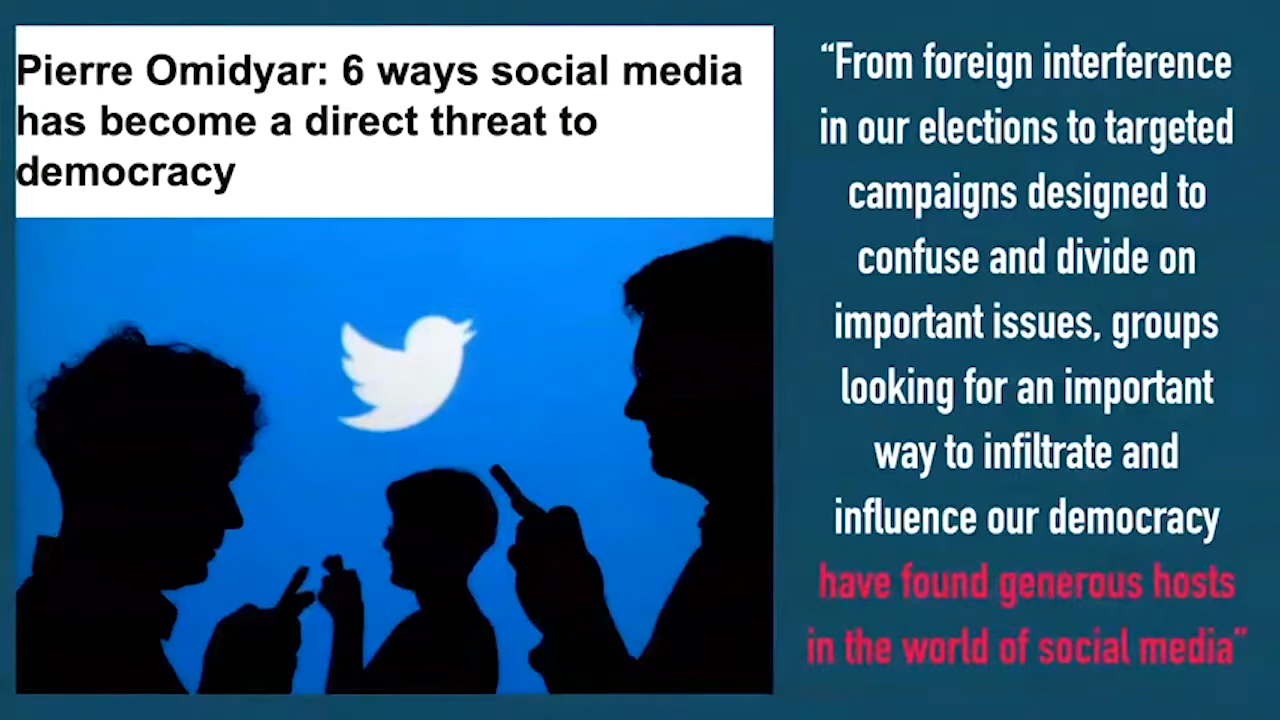 Pierre Omidyar: 6 ways social media
has become a direct threat to
democracy
“From foreign interference
in our elections to targeted
campaigns designed to
confuse and divide on
important issues, groups
looking for an important
way to infiltrate and
influence our democracy
have found generous hosts
in the world of social media”